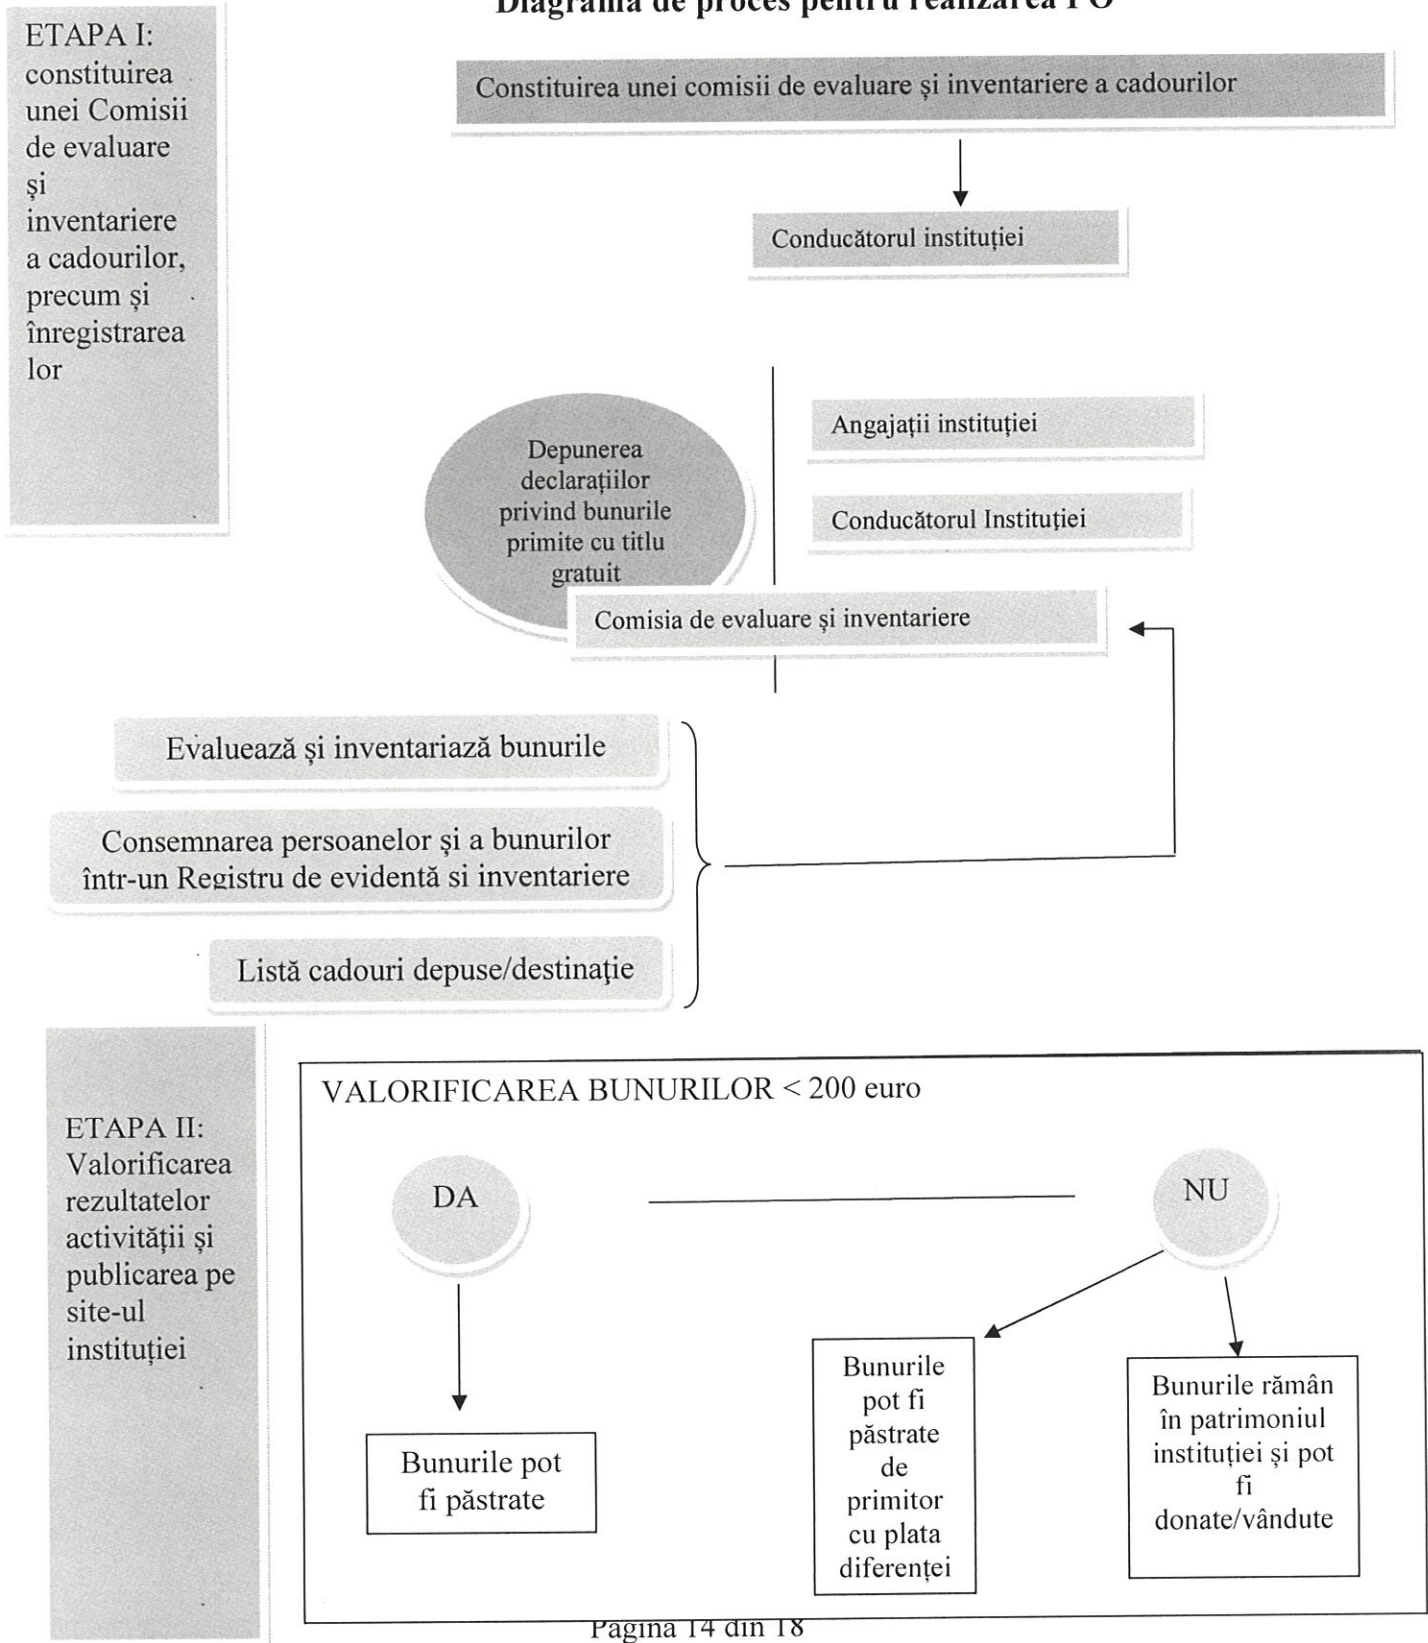 Diagrama de proces pentru realizarea PO
ETAPA I:
constituirea
unei Comisii
de evaluare
și
inventariere
a cadourilor,
precum și
înregistrarea
lor
Constituirea unei comisii de evaluare și inventariere a cadourilor
Conducătorul instituției
Depunerea
declarațiilor
privind bunurile
primite cu titlu
gratuit
Angajații instituției
Conducătorul Instituției
Comisia de evaluare și inventariere
Evaluează și inventariază bunurile
Consemnarea persoanelor și a bunurilor
într-un Registru de evidentă si inventariere
Listă cadouri depuse/destinație
ETAPA II:
Valorificarea
rezultatelor
activității și
publicarea pe
site-ul
instituției
VALORIFICAREA BUNURILOR < 200 euro
DA
NU
Bunurile pot
fi păstrate
Bunurile
pot fi
păstrate
de
primitor
cu plata
diferenței
Bunurile rămân
în patrimoniul
instituției și pot
fi
donate/vândute
Pagina 14 din 18